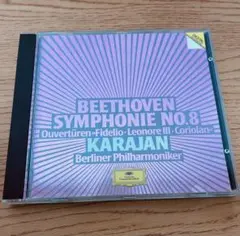 BEETHOVEN
SYMPHONIE NO.8
Ouvertüren »Fidelio · Leonore III · Coriolan«
KARAJAN
Berliner Philharmoniker